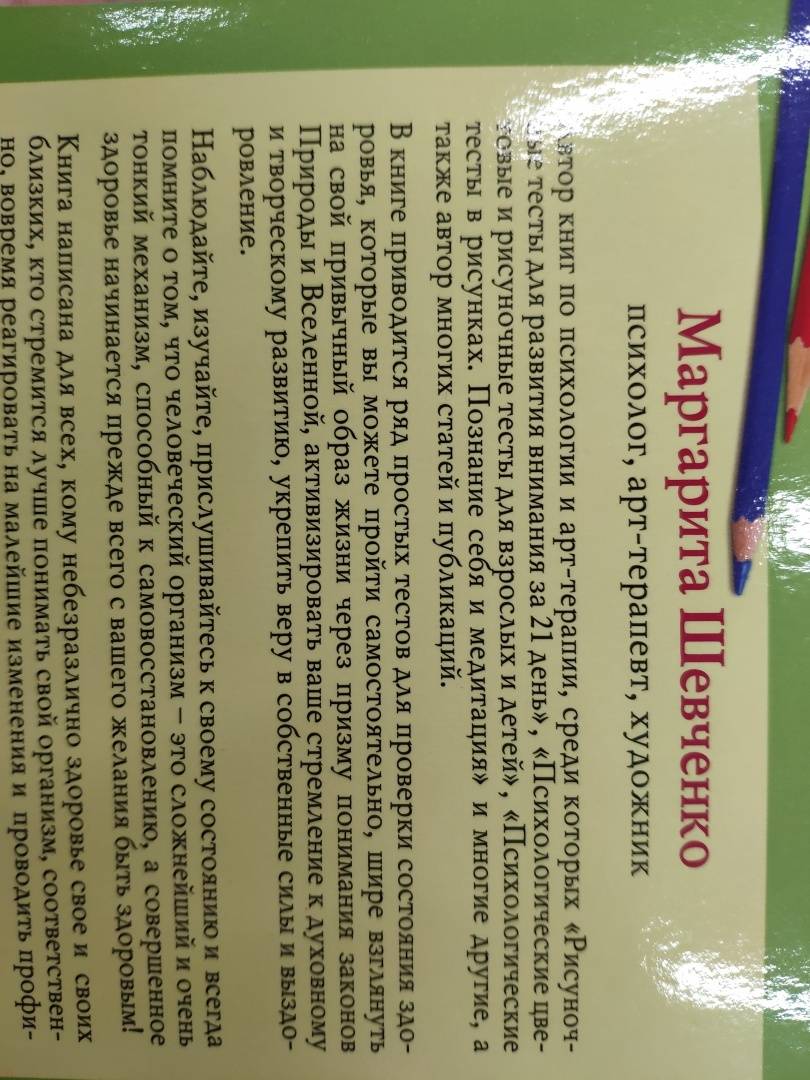 Маргарита Шевченко
психолог, арт-терапевт, художник
Автор книг по психологии и арт-терапии, среди которых «Рисуноч-
ные тесты для развития внимания за 21 день», «Психологические цве-
товые и рисуночные тесты для взрослых и детей», «Психологические
тесты в рисунках. Познание себя и медитация» и многие другие, а
также автор многих статей и публикаций.
В книге приводится ряд простых тестов для проверки состояния здо-
ровья, которые вы можете пройти самостоятельно, шире взглянуть
на свой привычный образ жизни через призму понимания законов
Природы и Вселенной, активизировать ваше стремление к духовному
и творческому развитию, укрепить веру в собственные силы и выздо-
ровление.
Наблюдайте, изучайте, прислушивайтесь к своему состоянию и всегда
помните о том, что человеческий организм – это сложнейший и очень
тонкий механизм, способный к самовосстановлению, а совершенное
здоровье начинается прежде всего с вашего желания быть здоровым!
Книга написана для всех, кому небезразлично здоровье свое и своих
близких, кто стремится лучше понимать свой организм, соответствен-
но, вовремя реагировать на малейшие изменения и проводить профи-